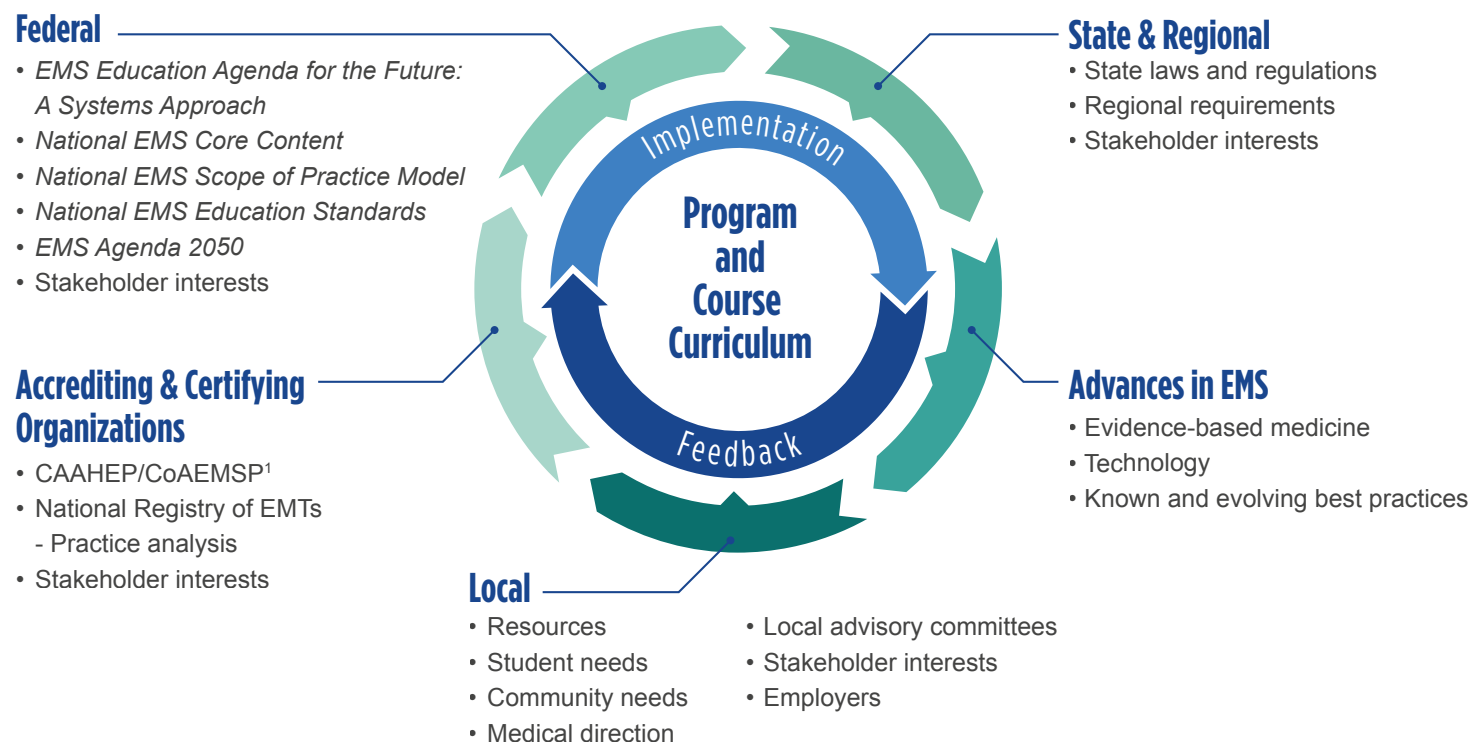 Federal
• EMS Education Agenda for the Future:
A Systems Approach
• National EMS Core Content
• National EMS Scope of Practice Model
• National EMS Education Standards
• EMS Agenda 2050
• Stakeholder interests
State & Regional
• State laws and regulations
• Regional requirements
• Stakeholder interests
Implementation
Program
and
Course
Curriculum
Feedback
Accrediting & Certifying
Organizations
• CAAHEP/CoAEMSP¹
• National Registry of EMTs
- Practice analysis
• Stakeholder interests
Advances in EMS
• Evidence-based medicine
• Technology
• Known and evolving best practices
Local
• Resources
• Student needs
• Community needs
• Medical direction
• Local advisory committees
• Stakeholder interests
• Employers